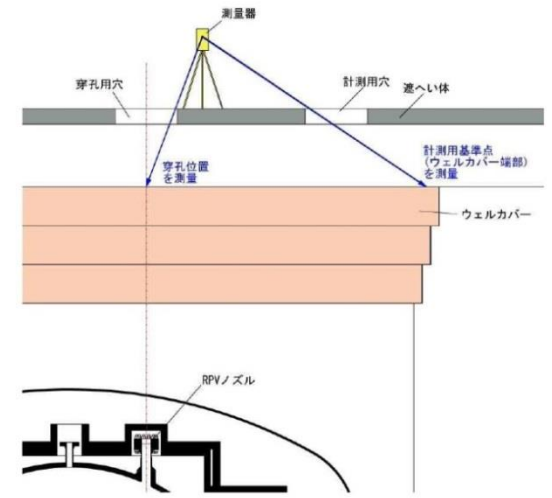 測量器
穿孔用穴
計測用穴
遮へい体
穿孔位置
を測量
計測用基準点
(ウェルカバー端部)
を測量
ウェルカバー
RPVノズル